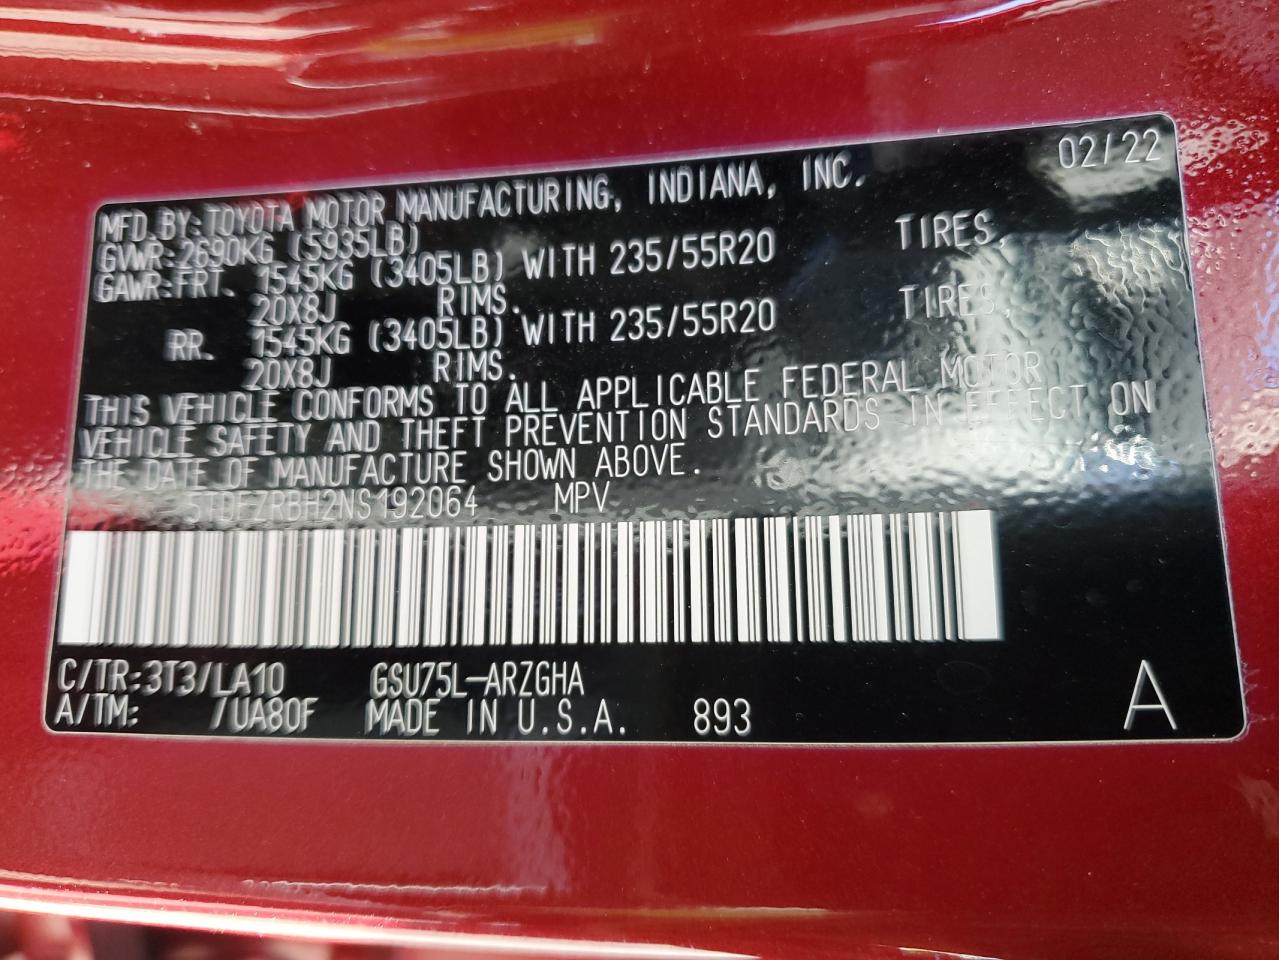 02/22
MFD.BY:TOYOTA MOTOR MANUFACTURING, INDIANA, INC.
GVWR:2690KG (5935LB)
GAWR:FRT. 1545KG (3405LB) WITH 235/55R20 TIRES,
20X8J RIMS.
RR. 1545KG (3405LB) WITH 235/55R20 TIRES,
20X8J RIMS.
THIS VEHICLE CONFORMS TO ALL APPLICABLE FEDERAL MOTOR
VEHICLE SAFETY AND THEFT PREVENTION STANDARDS IN EFFECT ON
THE DATE OF MANUFACTURE SHOWN ABOVE.
5TDFZRBH2NS192064 MPV
C/TR:3T3/LA10 GSU75L-ARZGHA
A/TM: /UA80F MADE IN U.S.A. 893
A